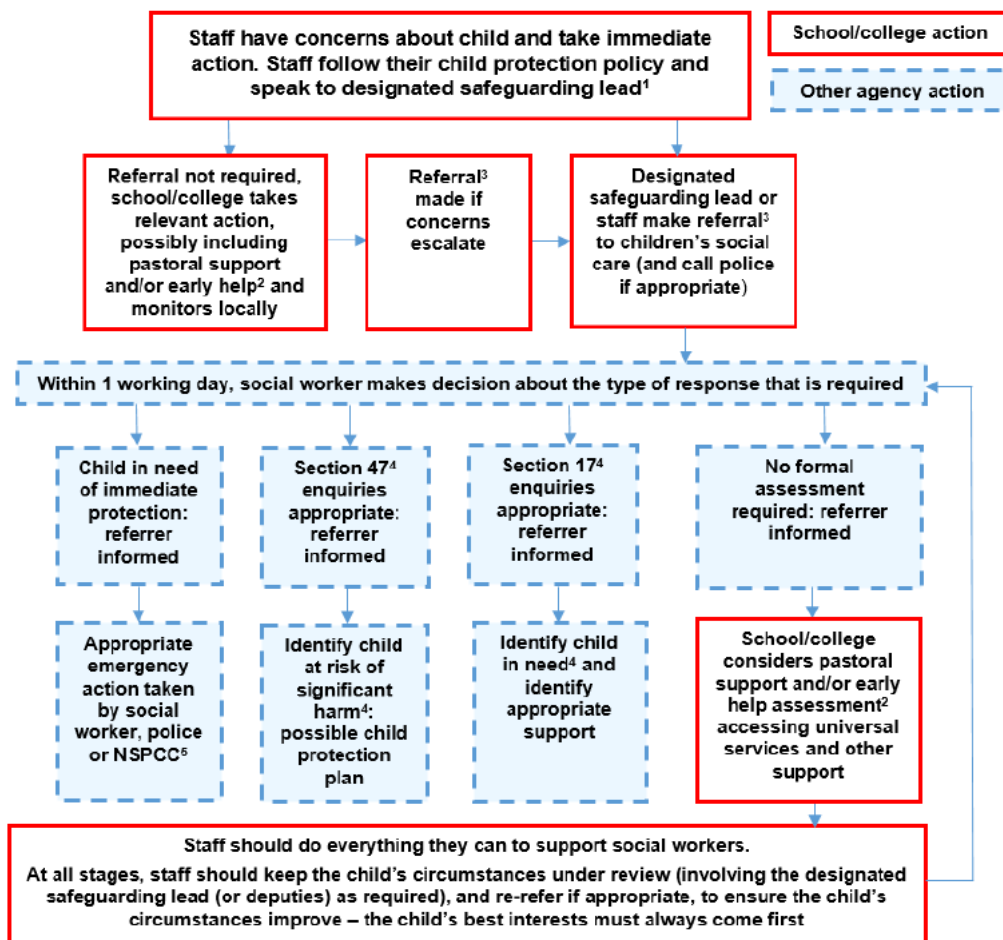 Staff have concerns about child and take immediate
action. Staff follow their child protection policy and
speak to designated safeguarding lead¹
School/college action
Other agency action
Referral not required,
school/college takes
relevant action,
possibly including
pastoral support
and/or early help² and
monitors locally
Referral³
made if
concerns
escalate
Designated
safeguarding lead or
staff make referral³
to children's social
care (and call police
if appropriate)
Within 1 working day, social worker makes decision about the type of response that is required
Child in need
of immediate
protection:
referrer
informed
Section 47⁴
enquiries
appropriate:
referrer
informed
Section 17⁴
enquiries
appropriate:
referrer
informed
No formal
assessment
required: referrer
informed
Appropriate
emergency
action taken
by social
worker, police
or NSPCC⁵
Identify child
at risk of
significant
harm⁴:
possible child
protection
plan
Identify child
in need⁴ and
identify
appropriate
support
School/college
considers pastoral
support and/or early
help assessment²
accessing universal
services and other
support
Staff should do everything they can to support social workers.
At all stages, staff should keep the child's circumstances under review (involving the designated
safeguarding lead (or deputies) as required), and re-refer if appropriate, to ensure the child's
circumstances improve – the child's best interests must always come first